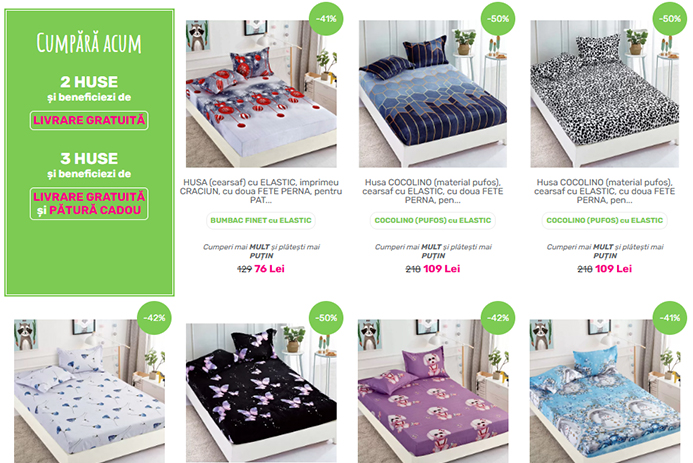 CUMPĂRĂ ACUM
2 HUSE
și beneficiezi de
LIVRARE GRATUITĂ
3 HUSE
și beneficiezi de
LIVRARE GRATUITĂ
și PĂTURĂ CADOU
-41%
HUSA (cearsaf) cu ELASTIC, imprimeu
CRACIUN, cu doua FETE PERNA, pentru
PAT...
BUMBAC FINET cu ELASTIC
Cumperi mai MULT și plătești mai
PUȚIN
129 76 Lei
-50%
Husa COCOLINO (material pufos),
cearsaf cu ELASTIC, cu doua FETE
PERNA, pen...
COCOLINO (PUFOS) cu ELASTIC
Cumperi mai MULT și plătești mai
PUȚIN
218 109 Lei
-50%
Husa COCOLINO (material pufos),
cearsaf cu ELASTIC, cu doua FETE
PERNA, pen...
COCOLINO (PUFOS) cu ELASTIC
Cumperi mai MULT și plătești mai
PUȚIN
218 109 Lei
-42%
-50%
-42%
-41%